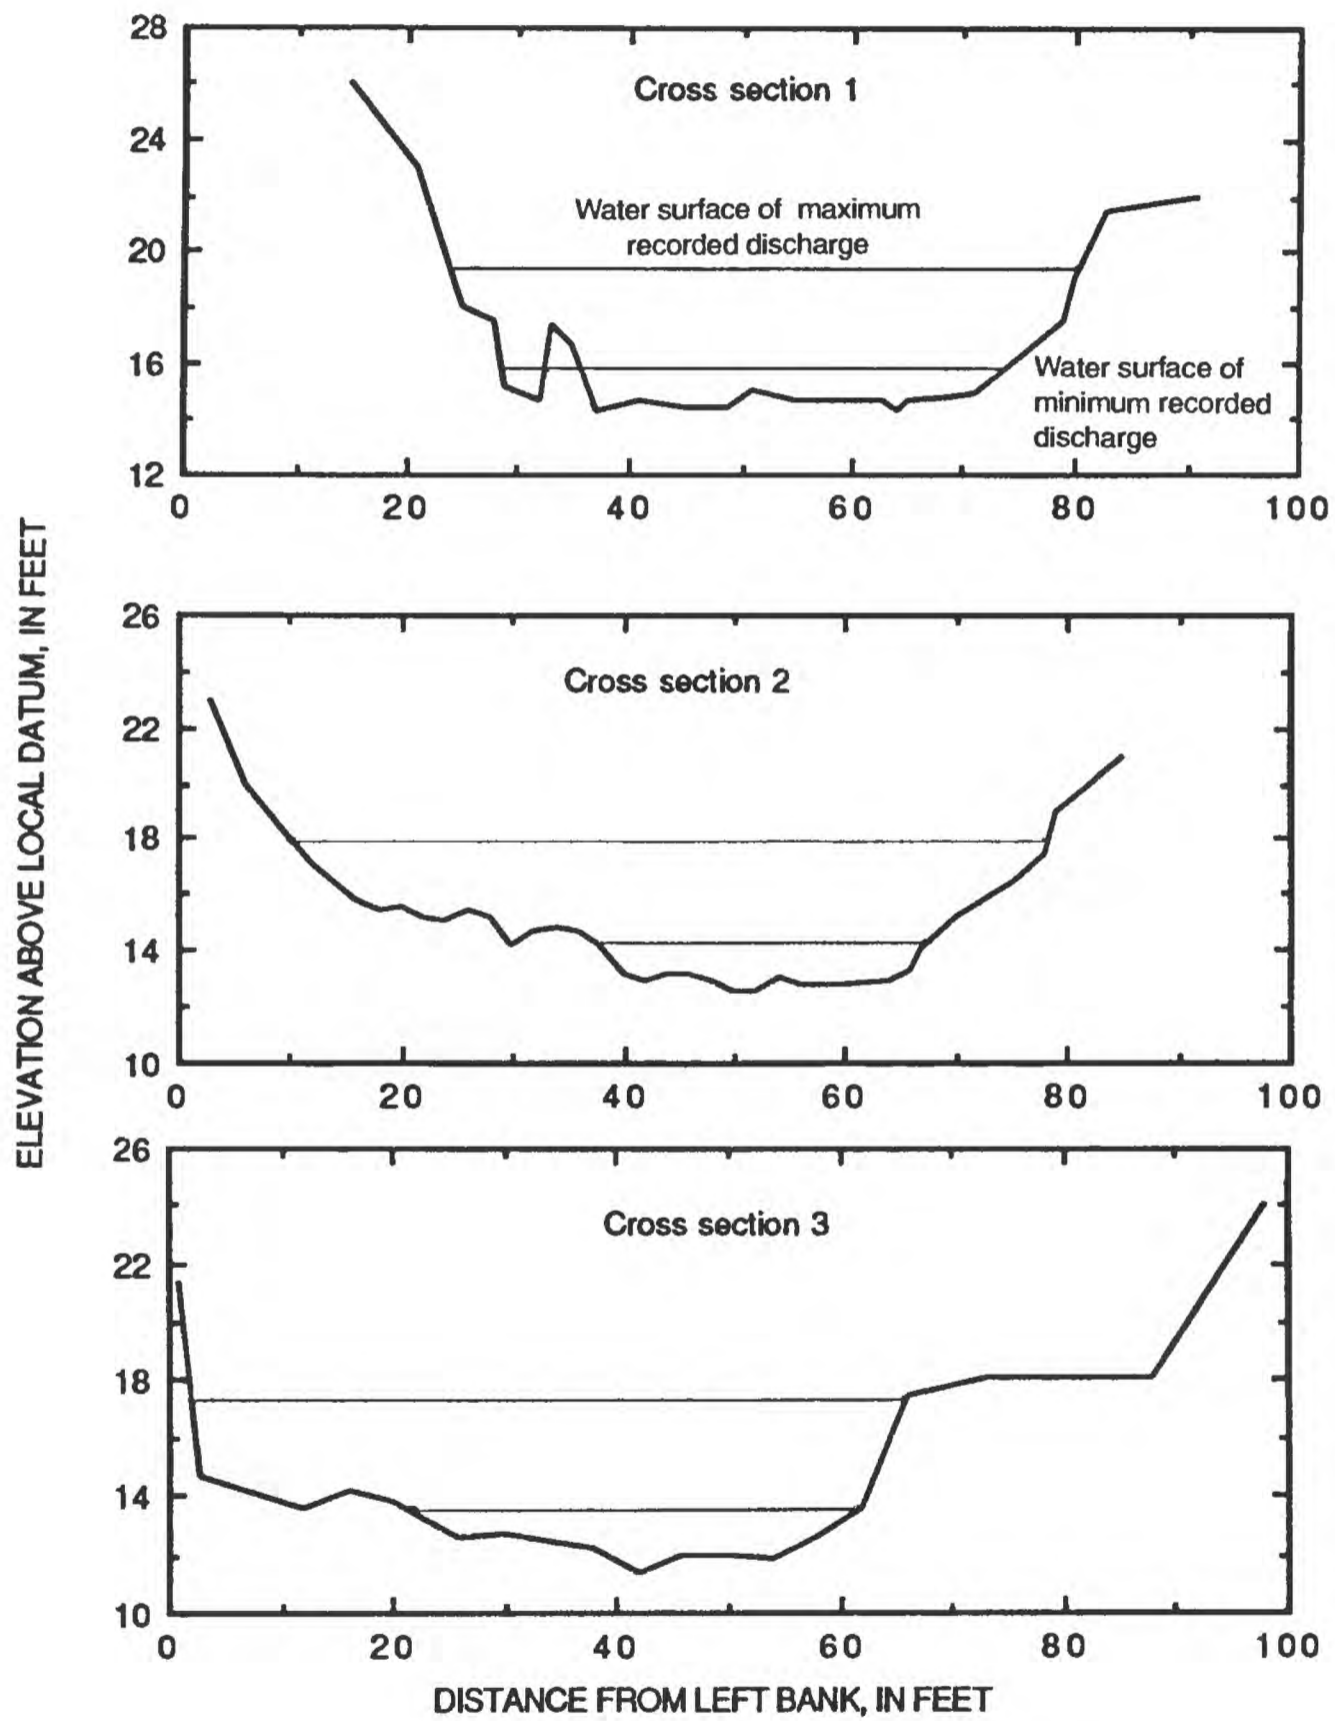 28
Cross section 1
24
Water surface of maximum
recorded discharge
20
16
Water surface of
minimum recorded
discharge
12
0 20 40 60 80 100
ELEVATION ABOVE LOCAL DATUM, IN FEET
26
Cross section 2
22
18
14
10
0 20 40 60 80 100
26
Cross section 3
22
18
14
10
0 20 40 60 80 100
DISTANCE FROM LEFT BANK, IN FEET